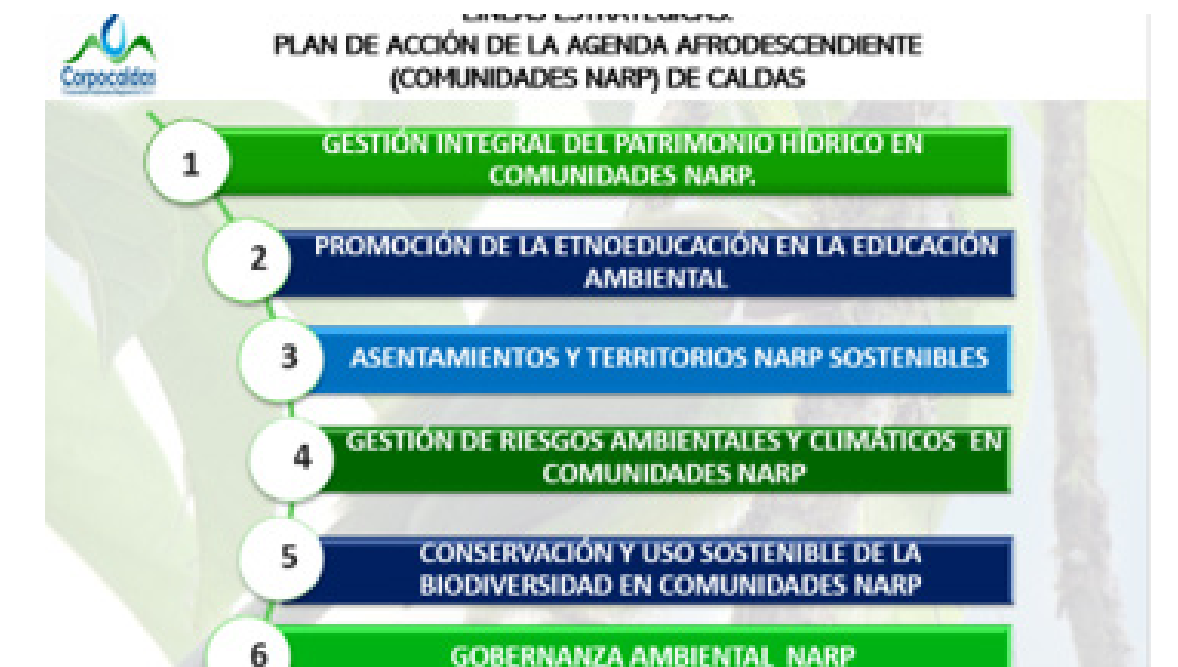 LÍNEAS ESTRATÉGICAS:
PLAN DE ACCIÓN DE LA AGENDA AFRODESCENDIENTE
(COMUNIDADES NARP) DE CALDAS
Corpocaldas
1
GESTIÓN INTEGRAL DEL PATRIMONIO HÍDRICO EN
COMUNIDADES NARP.
2
PROMOCIÓN DE LA ETNOEDUCACIÓN EN LA EDUCACIÓN
AMBIENTAL
3
ASENTAMIENTOS Y TERRITORIOS NARP SOSTENIBLES
4
GESTIÓN DE RIESGOS AMBIENTALES Y CLIMÁTICOS EN
COMUNIDADES NARP
5
CONSERVACIÓN Y USO SOSTENIBLE DE LA
BIODIVERSIDAD EN COMUNIDADES NARP
6
GOBERNANZA AMBIENTAL NARP